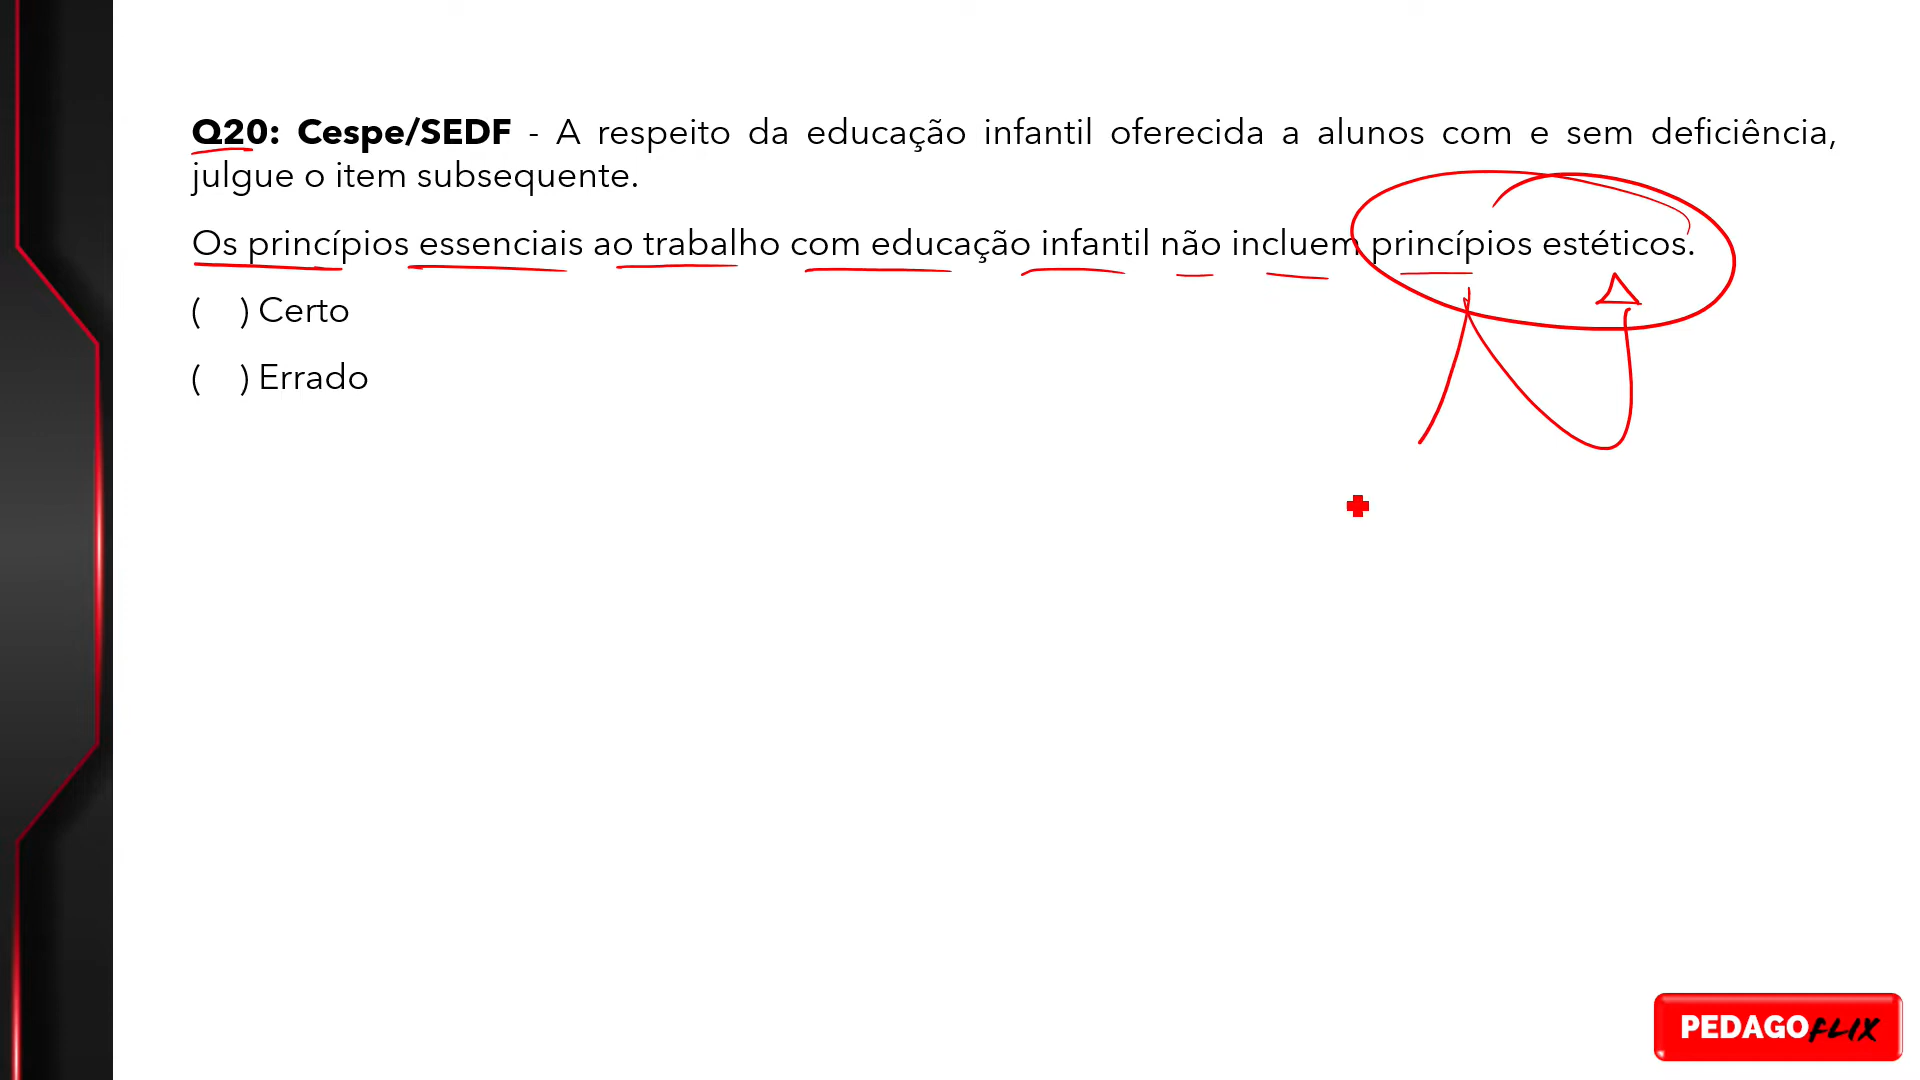 Q20: Cespe/SEDF - A respeito da educação infantil oferecida a alunos com e sem deficiência,
julgue o item subsequente.
Os princípios essenciais ao trabalho com educação infantil não incluem princípios estéticos.
( ) Certo
( ) Errado
PEDAGOFLIX